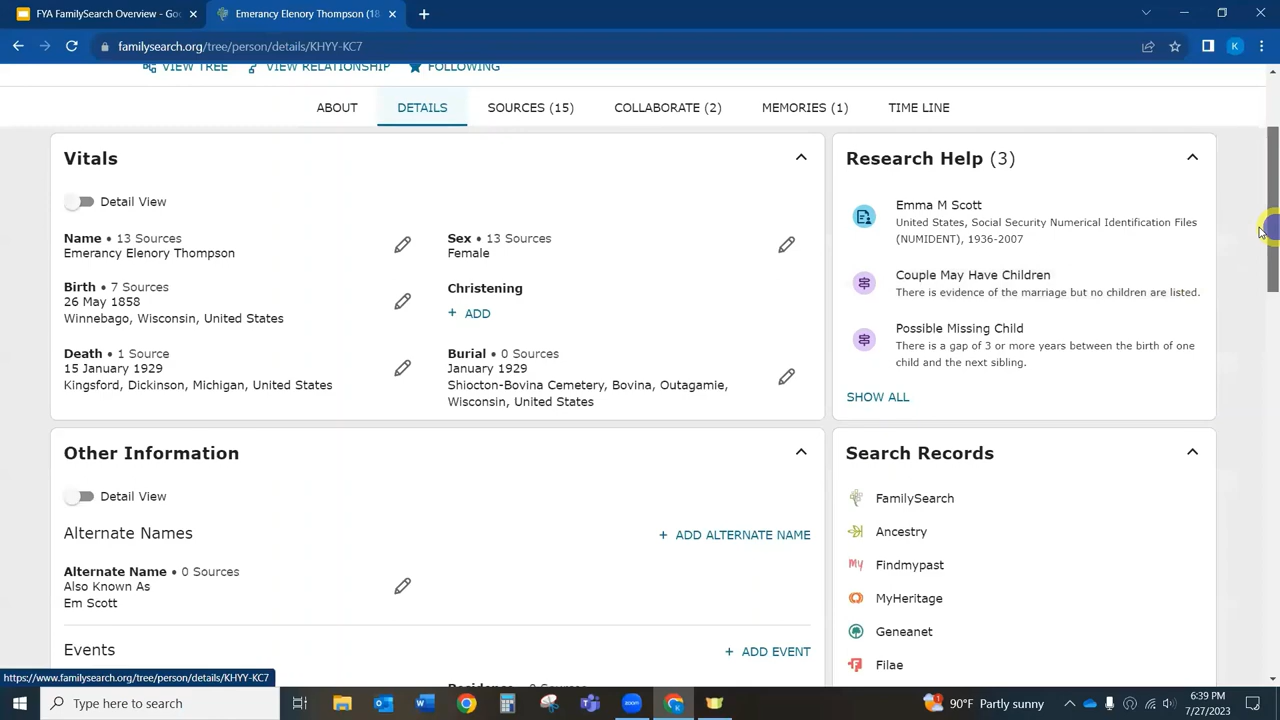 FYA FamilySearch Overview - Goo
Emerancy Elenory Thompson (18
familysearch.org/tree/person/details/KHYY-KC7
K
VIEW TREE VIEW RELATIONSHIP FOLLOWING
ABOUT DETAILS SOURCES (15) COLLABORATE (2) MEMORIES (1) TIME LINE
Vitals
Detail View
Name • 13 Sources
Emerancy Elenory Thompson
Sex • 13 Sources
Female
Birth • 7 Sources
26 May 1858
Winnebago, Wisconsin, United States
Christening
+ ADD
Death • 1 Source
15 January 1929
Kingsford, Dickinson, Michigan, United States
Burial • 0 Sources
January 1929
Shiocton-Bovina Cemetery, Bovina, Outagamie,
Wisconsin, United States
Research Help (3)
Emma M Scott
United States, Social Security Numerical Identification Files
(NUMIDENT), 1936-2007
Couple May Have Children
There is evidence of the marriage but no children are listed.
Possible Missing Child
There is a gap of 3 or more years between the birth of one
child and the next sibling.
SHOW ALL
Other Information
Detail View
Alternate Names
+ ADD ALTERNATE NAME
Alternate Name • 0 Sources
Also Known As
Em Scott
Events
+ ADD EVENT
Residence • 0 Sources
Search Records
FamilySearch
Ancestry
my Findmypast
MyHeritage
Geneanet
Filae
https://www.familysearch.org/tree/person/details/KHYY-KC7
Type here to search
zoom
90°F Partly sunny
6:39 PM
7/27/2023